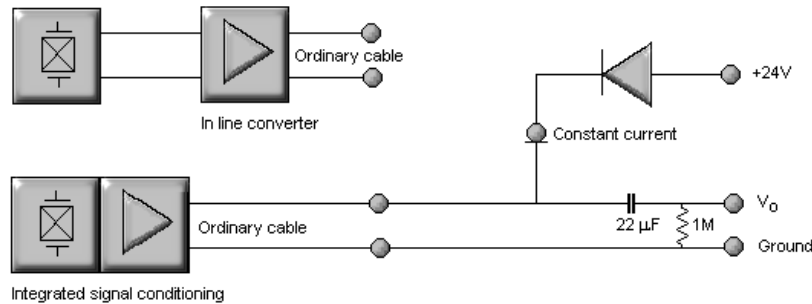 Ordinary cable
In line converter
+24V
Constant current
Ordinary cable
22 μF
1M
Vo
Ground
Integrated signal conditioning